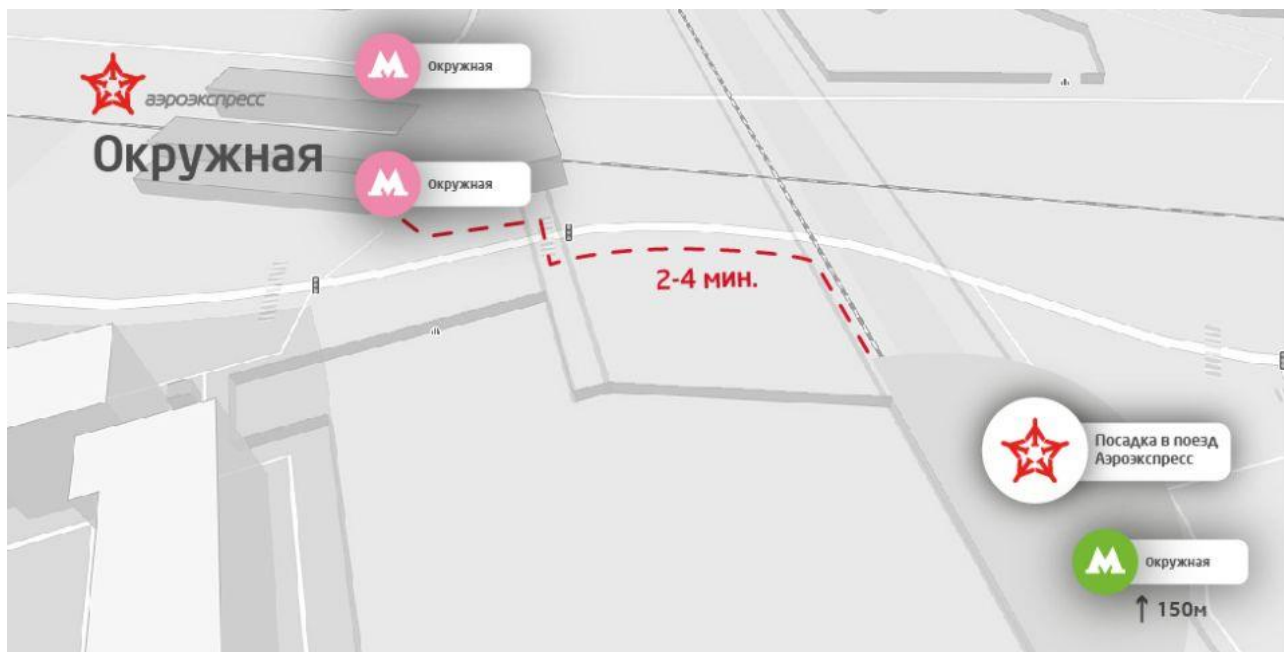 Окружная
аэроэкспресс
Окружная
Окружная
2-4 мин.
Посадка в поезд
Аэроэкспресс
Окружная
↑ 150м